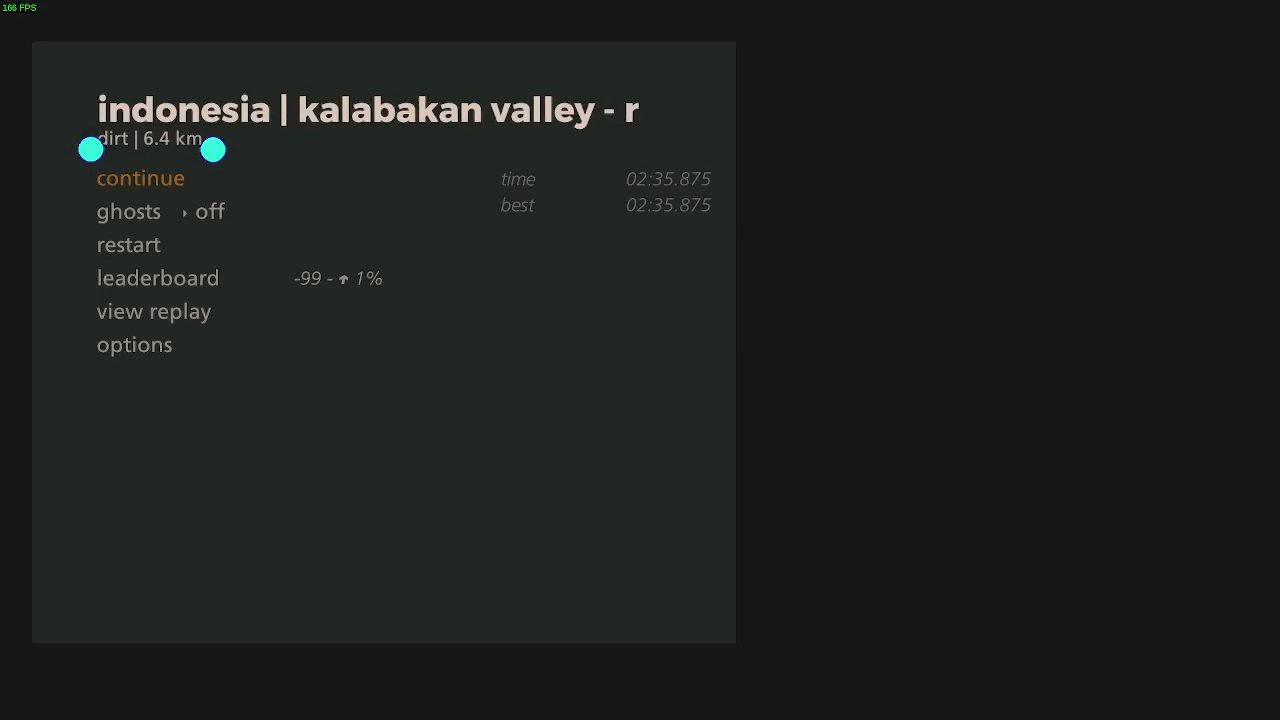 166 FPS
indonesia | kalabakan valley - r
dirt | 6.4 km
continue
time 02:35.875
ghosts ‣ off
best 02:35.875
restart
leaderboard -99 - ↑ 1%
view replay
options